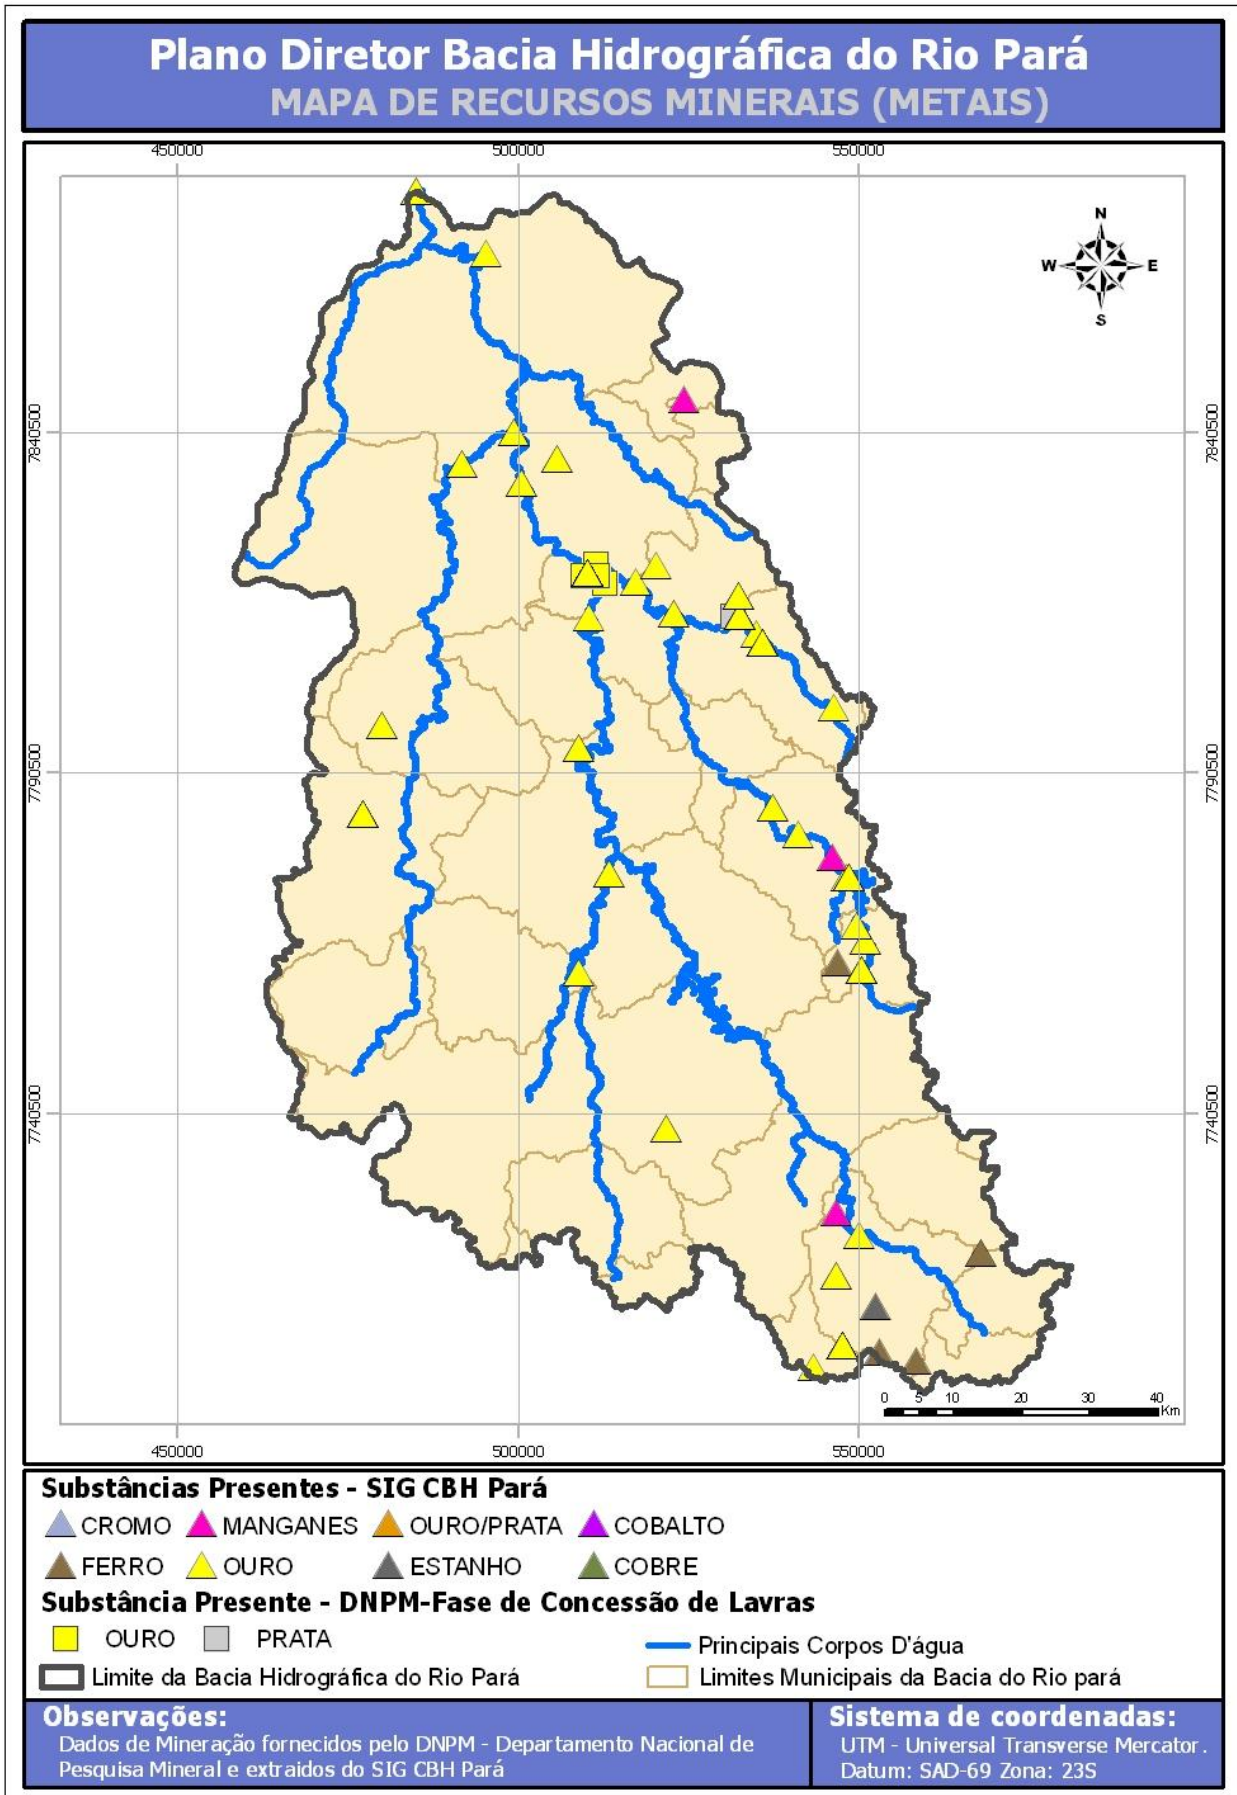 Plano Diretor Bacia Hidrográfica do Rio Pará
MAPA DE RECURSOS MINERAIS (METAIS)
450000 500000 550000
N
W E
S
7840500 7840500
7790500 7790500
7740500 7740500
0 5 10 20 30 40
Km
450000 500000 550000
Substâncias Presentes - SIG CBH Pará
CROMO MANGANES OURO/PRATA COBALTO
FERRO OURO ESTANHO COBRE
Substância Presente - DNPM-Fase de Concessão de Lavras
OURO PRATA Principais Corpos D'água
Limite da Bacia Hidrográfica do Rio Pará Limites Municipais da Bacia do Rio pará
Observações:
Dados de Mineração fornecidos pelo DNPM - Departamento Nacional de
Pesquisa Mineral e extraidos do SIG CBH Pará
Sistema de coordenadas:
UTM - Universal Transverse Mercator.
Datum: SAD-69 Zona: 23S